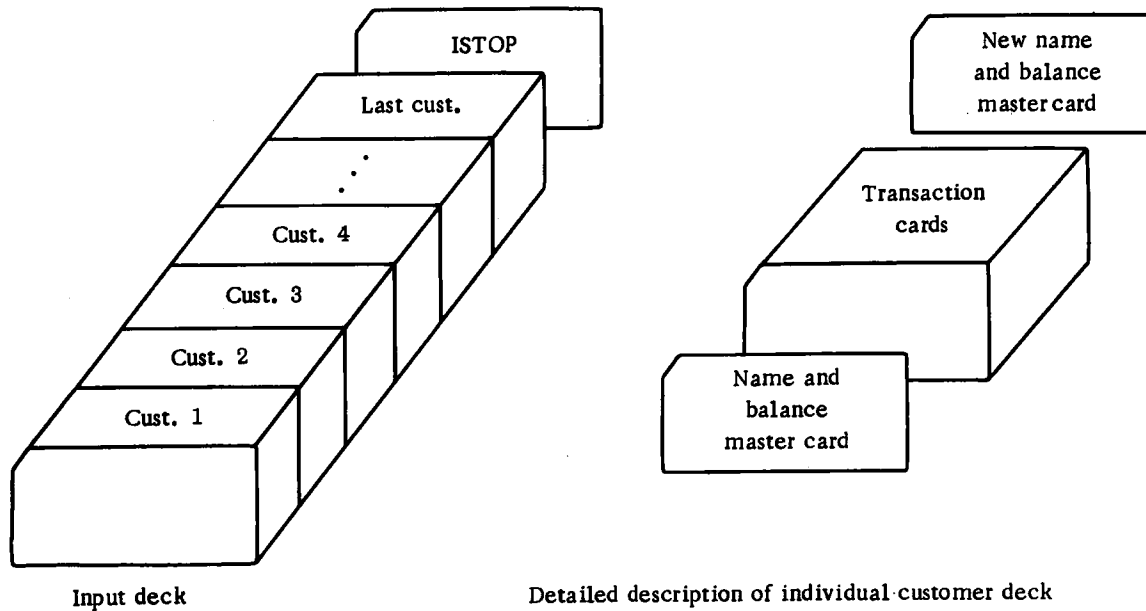 ISTOP
Last cust.
Cust. 4
Cust. 3
Cust. 2
Cust. 1
Input deck
New name
and balance
master card
Transaction
cards
Name and
balance
master card
Detailed description of individual customer deck